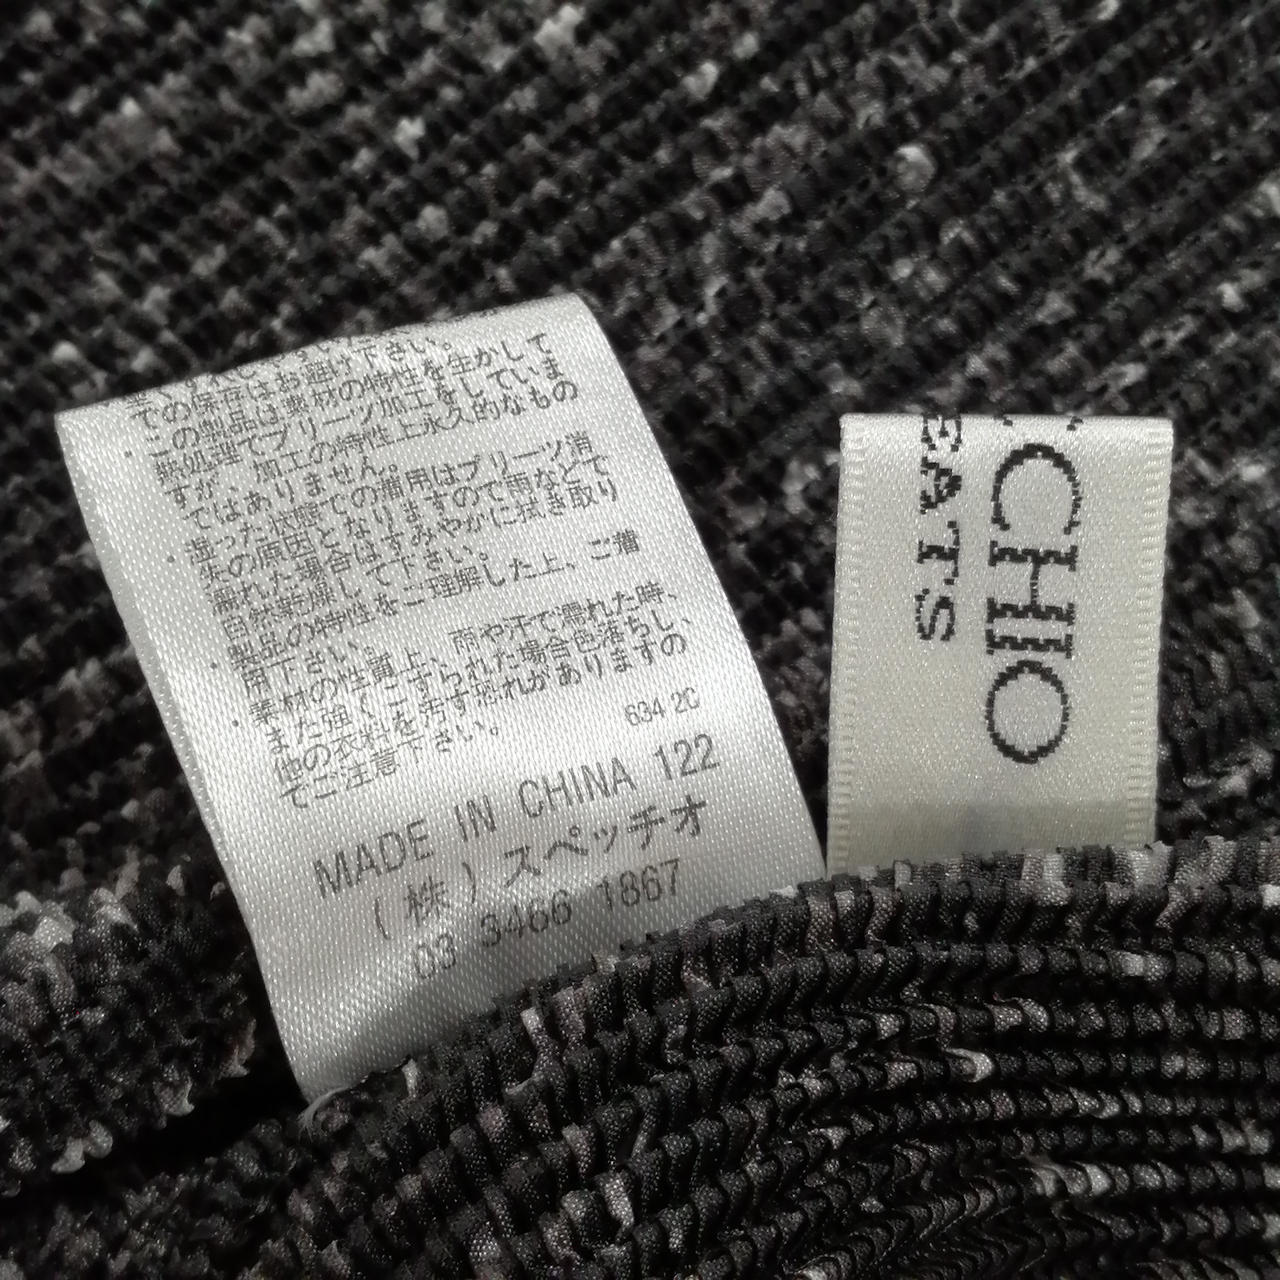 での保存はお避け下さい。
・この製品は素材の特性を生かして
熱処理でプリーツ加工をしていま
すが、加工の特性上永久的なもの
ではありません。
・湿った状態での着用はプリーツ消
失の原因となりますので雨などで
濡れた場合はすみやかに拭き取り
自然乾燥して下さい。
・製品の特性をご理解した上、ご着
用下さい。
・素材の性質上、雨や汗で濡れた時、
また強くこすられた場合色落ちし、
他の衣料を汚す恐れがありますの
でご注意下さい。
634 2C
MADE IN CHINA 122
(株)スペッチオ
03 3466 1867
CHIO
EATS